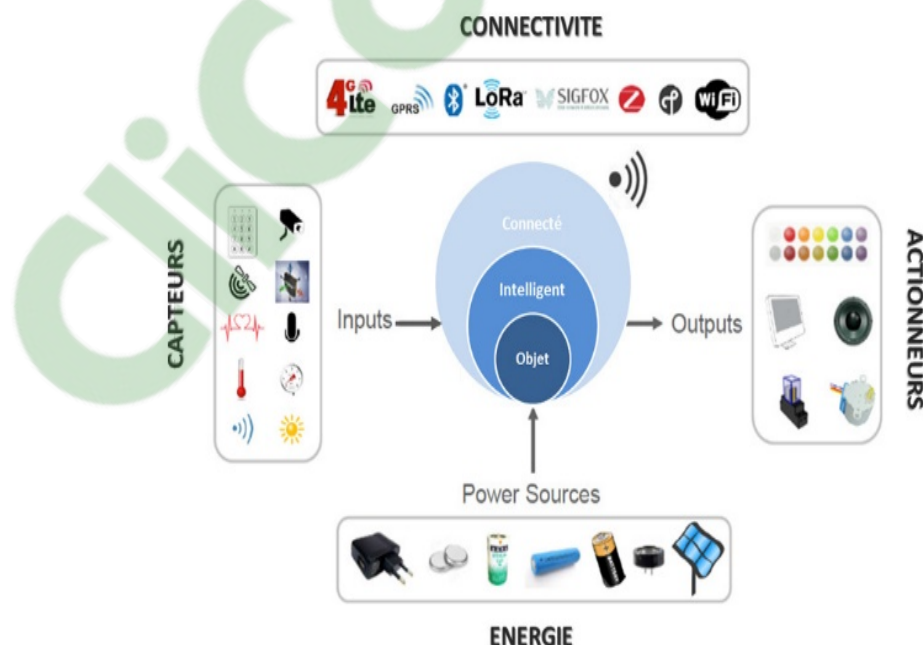 CONNECTIVITE
4G Lte GPRS LoRa SIGFOX WiFi
Connecté
CAPTEURS
Intelligent
Inputs
Outputs
ACTIONNEURS
Objet
Power Sources
ENERGIE